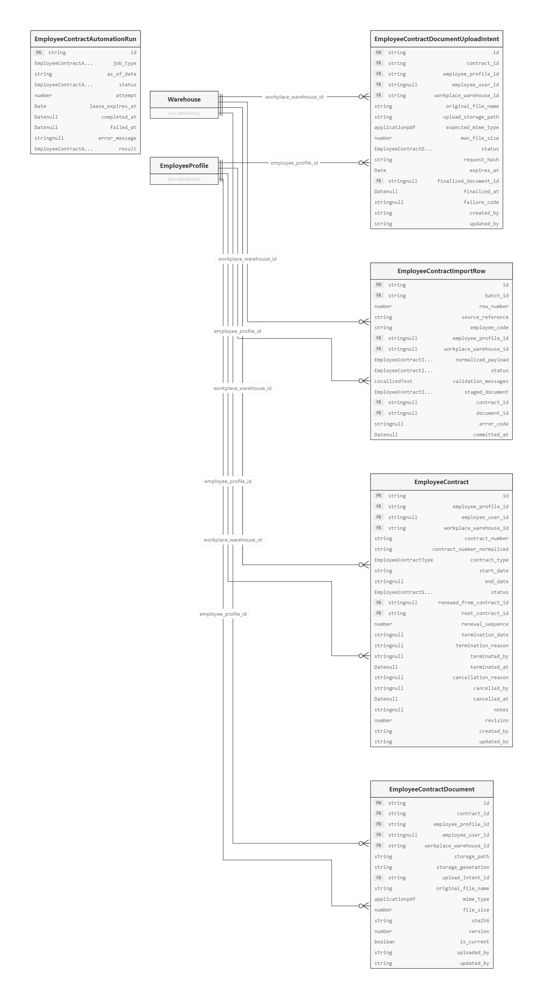 EmployeeContractAutomationRun
PK string id
EmployeeContractA... job_type
string as_of_date
EmployeeContractA... status
number attempt
Date lease_expires_at
Datenull completed_at
Datenull failed_at
stringnull error_message
EmployeeContractA... result
Warehouse
(no attributes)
EmployeeProfile
(no attributes)
workplace_warehouse_id
employee_profile_id
EmployeeContractDocumentUploadIntent
PK string id
FK string contract_id
FK string employee_profile_id
FK stringnull employee_user_id
FK string workplace_warehouse_id
string original_file_name
string upload_storage_path
applicationpdf expected_mime_type
number max_file_size
EmployeeContractD... status
string request_hash
Date expires_at
FK stringnull finalized_document_id
Datenull finalized_at
stringnull failure_code
string created_by
string updated_by
workplace_warehouse_id
employee_profile_id
workplace_warehouse_id
EmployeeContractImportRow
PK string id
FK string batch_id
number row_number
string source_reference
string employee_code
FK stringnull employee_profile_id
FK stringnull workplace_warehouse_id
EmployeeContractI... normalized_payload
EmployeeContractI... status
LocalizedText validation_messages
EmployeeContractI... staged_document
FK stringnull contract_id
FK stringnull document_id
stringnull error_code
Datenull committed_at
employee_profile_id
workplace_warehouse_id
employee_profile_id
EmployeeContract
PK string id
FK string employee_profile_id
FK stringnull employee_user_id
FK string workplace_warehouse_id
string contract_number
string contract_number_normalized
EmployeeContractType contract_type
string start_date
stringnull end_date
EmployeeContractS... status
FK stringnull renewed_from_contract_id
FK string root_contract_id
number renewal_sequence
stringnull termination_date
stringnull termination_reason
stringnull terminated_by
Datenull terminated_at
stringnull cancellation_reason
stringnull cancelled_by
Datenull cancelled_at
stringnull notes
number revision
string created_by
string updated_by
EmployeeContractDocument
PK string id
FK string contract_id
FK string employee_profile_id
FK stringnull employee_user_id
FK string workplace_warehouse_id
string storage_path
string storage_generation
FK string upload_intent_id
string original_file_name
applicationpdf mime_type
number file_size
string sha256
number version
boolean is_current
string uploaded_by
string updated_by